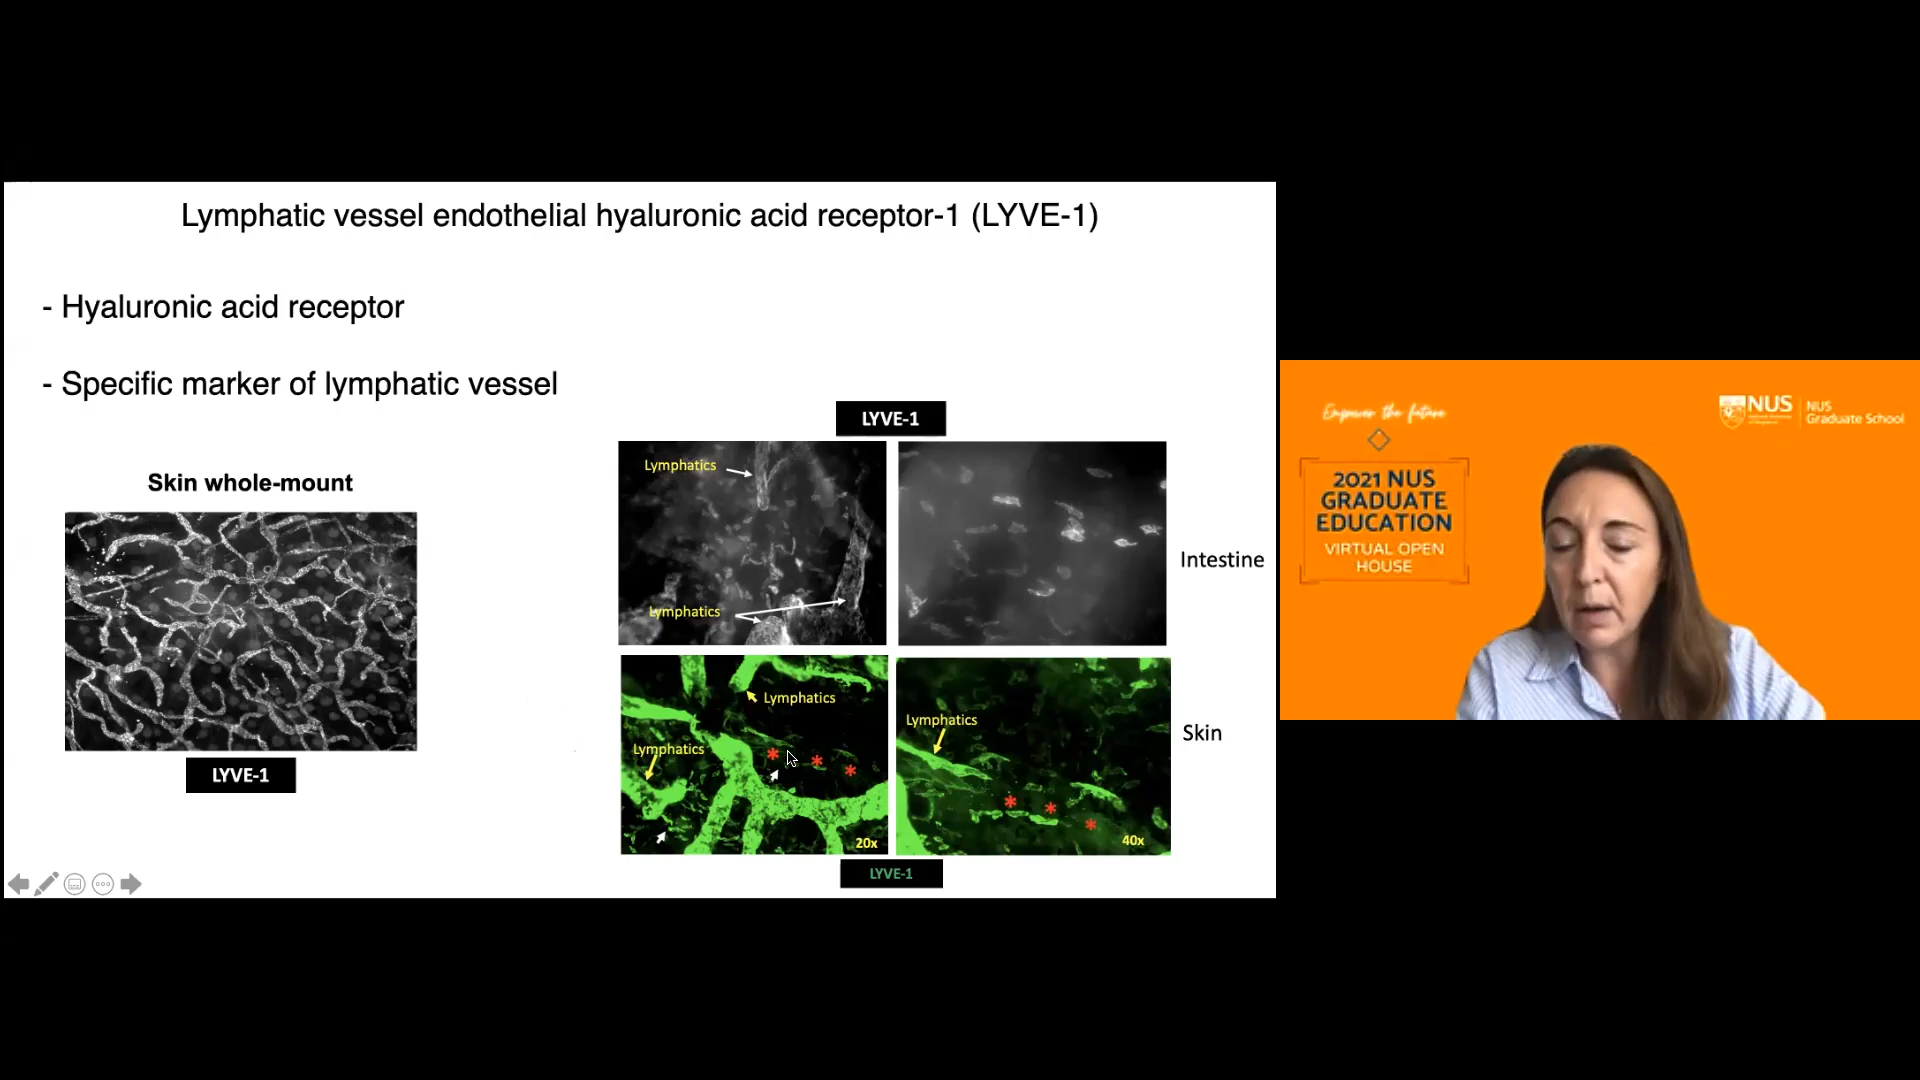 Lymphatic vessel endothelial hyaluronic acid receptor-1 (LYVE-1)
- Hyaluronic acid receptor
- Specific marker of lymphatic vessel
Skin whole-mount
LYVE-1
LYVE-1
Lymphatics
Lymphatics
Intestine
Lymphatics
Lymphatics
20x
Lymphatics
40x
Skin
LYVE-1
Empower the future
2021 NUS
GRADUATE
EDUCATION
VIRTUAL OPEN
HOUSE
NUS
NUS
Graduate School